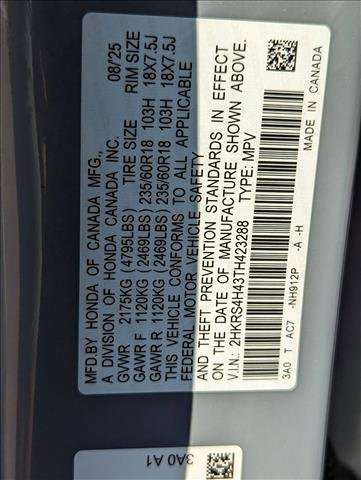 MFD.BY HONDA OF CANADA MFG, 08/25
A DIVISION OF HONDA CANADA INC.
TIRE SIZE RIM SIZE
GVWR 2175KG (4795LBS)
GAWR F 1120KG (2469LBS) 235/60R18 103H 18X7.5J
GAWR R 1120KG (2469LBS) 235/60R18 103H 18X7.5J
THIS VEHICLE CONFORMS TO ALL APPLICABLE
FEDERAL MOTOR VEHICLE SAFETY
AND THEFT PREVENTION STANDARDS IN EFFECT
ON THE DATE OF MANUFACTURE SHOWN ABOVE.
V.I.N.: 2HKRS4H43TH423288 TYPE: MPV
3A0 T AC7 -NH912P -A -H
MADE IN CANADA
3A0 A1